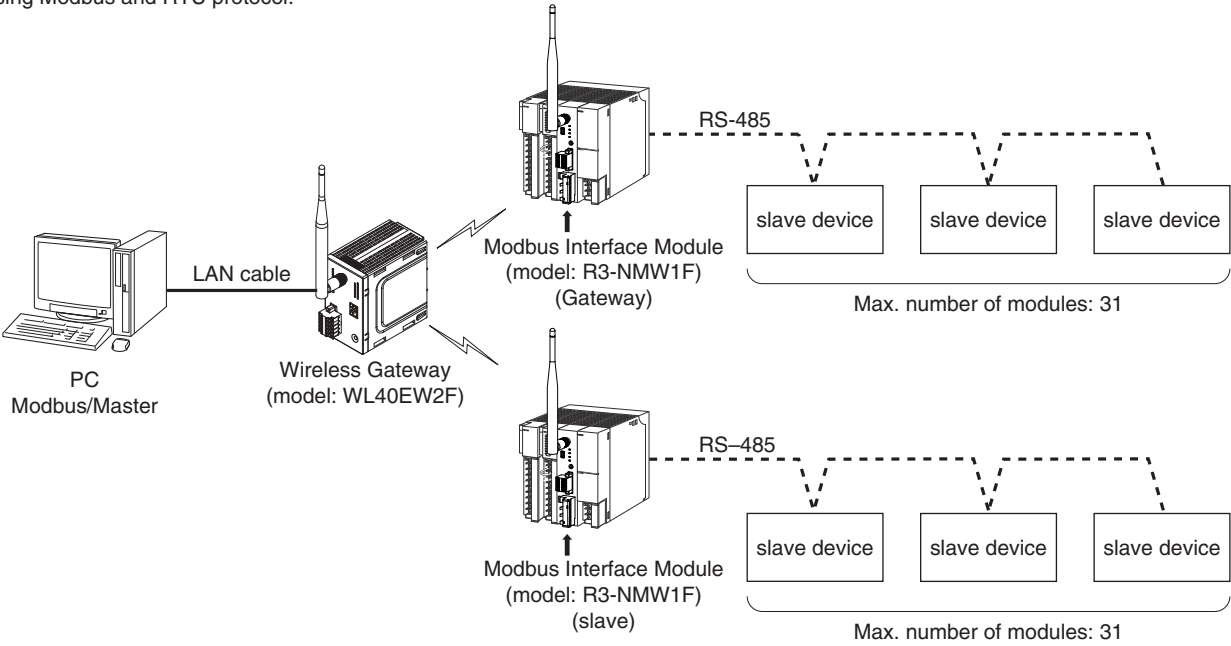 RS-485
slave device
slave device
slave device
Modbus Interface Module
(model: R3-NMW1F)
(Gateway)
Max. number of modules: 31
LAN cable
PC
Modbus/Master
Wireless Gateway
(model: WL40EW2F)
RS–485
slave device
slave device
slave device
Modbus Interface Module
(model: R3-NMW1F)
(slave)
Max. number of modules: 31